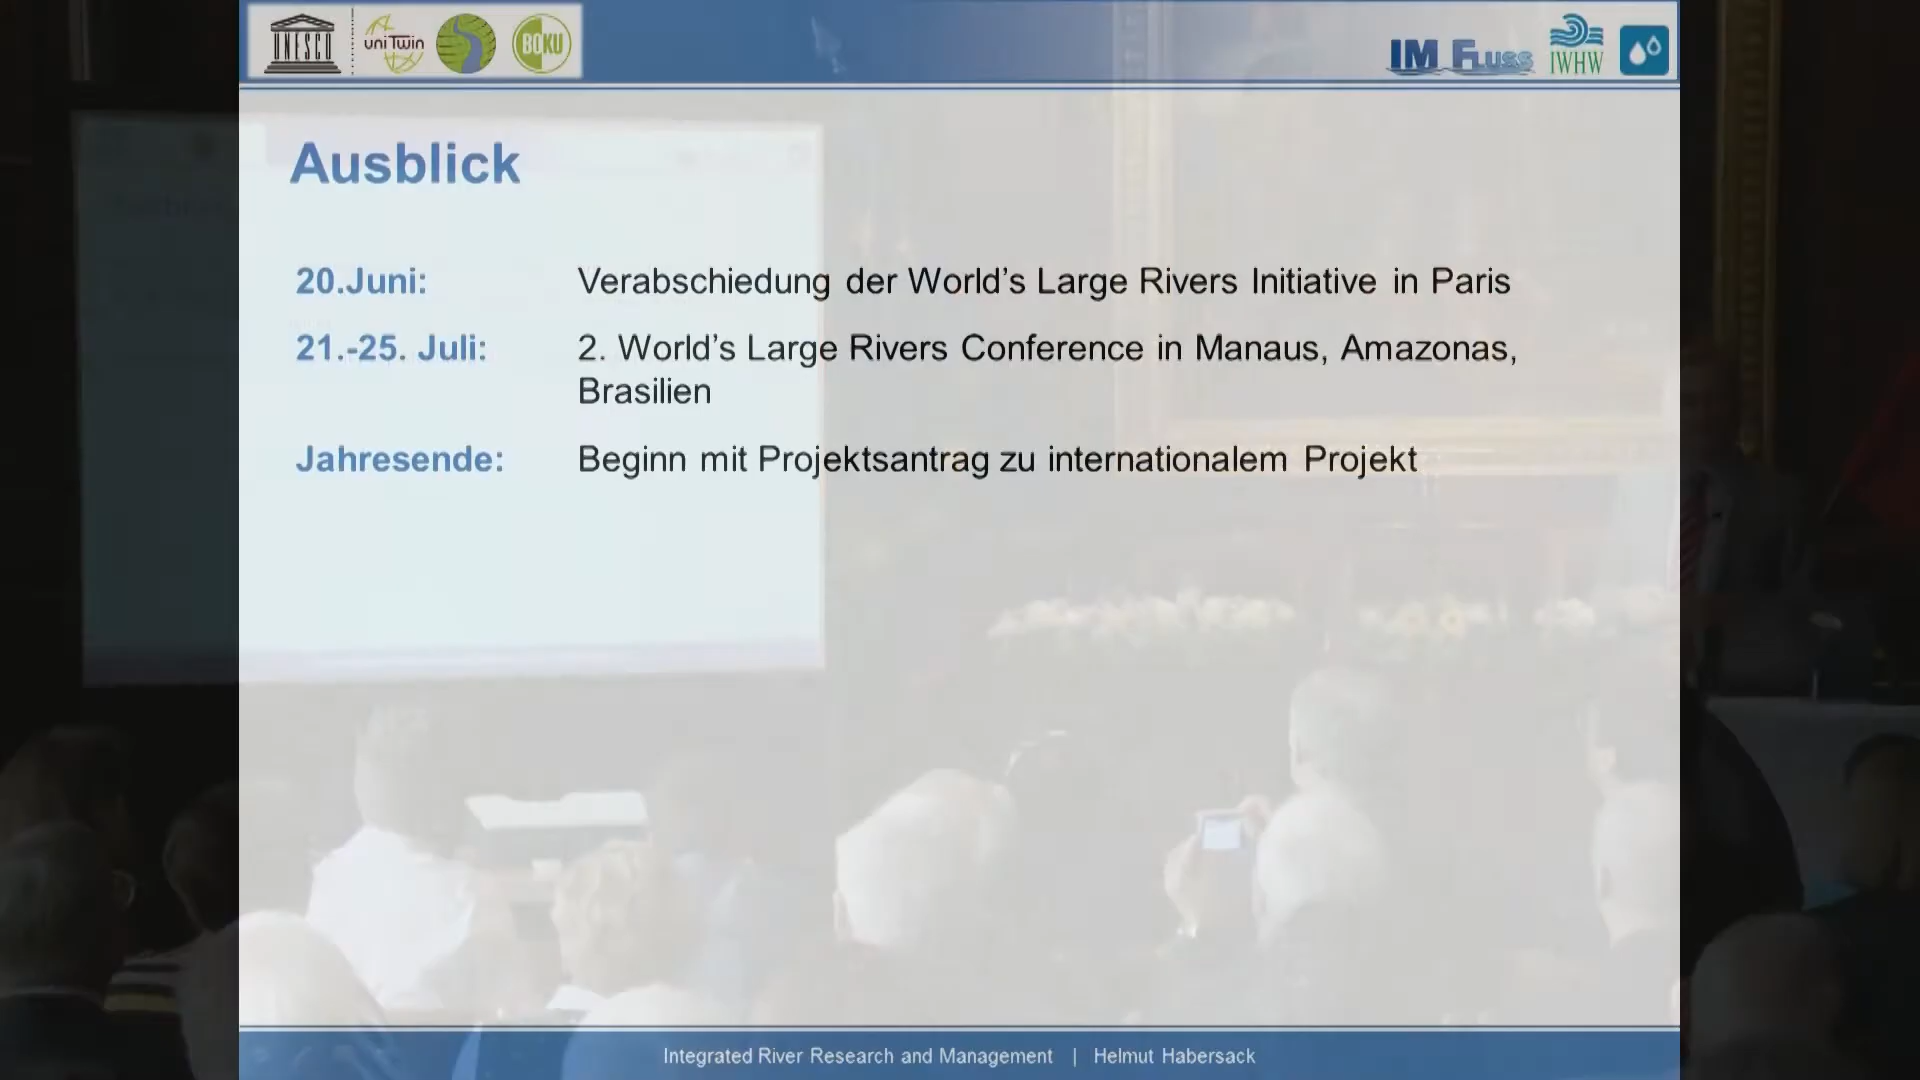 UNESCO
uniTwin
BOKU
IM Fluss
IWHW
Ausblick
20.Juni: Verabschiedung der World’s Large Rivers Initiative in Paris
21.-25. Juli: 2. World’s Large Rivers Conference in Manaus, Amazonas,
Brasilien
Jahresende: Beginn mit Projektsantrag zu internationalem Projekt
Integrated River Research and Management | Helmut Habersack